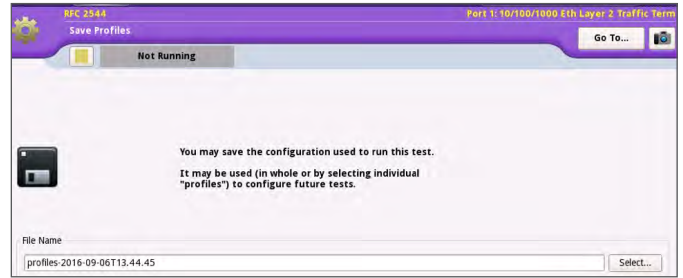 RFC 2544
Port 1: 10/100/1000 Eth Layer 2 Traffic Term
Save Profiles
Go To...
Not Running
You may save the configuration used to run this test.
It may be used (in whole or by selecting individual
"profiles") to configure future tests.
File Name
profiles-2016-09-06T13.44.45
Select...